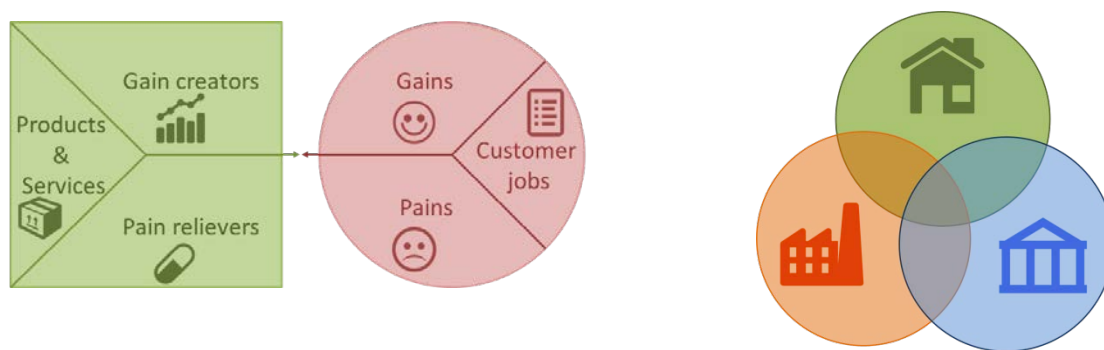 Gain creators
Products
&
Services
Pain relievers
Gains
Customer
jobs
Pains